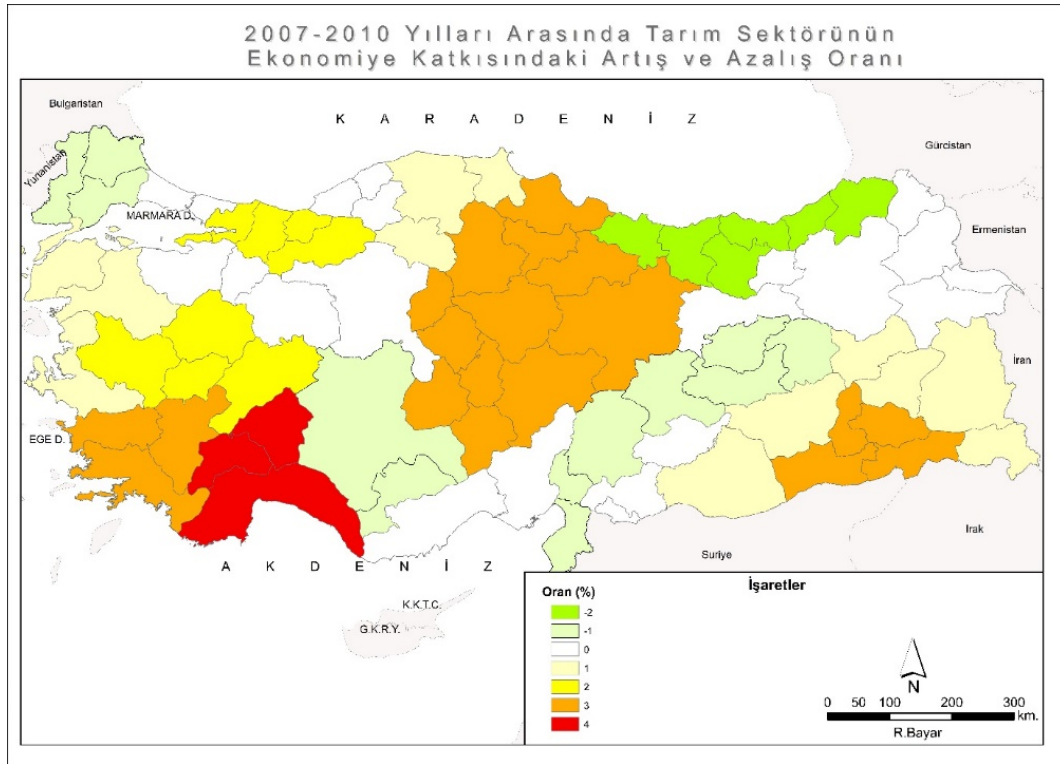 2007-2010 Yılları Arasında Tarım Sektörünün
Ekonomiye Katkısındaki Artış ve Azalış Oranı
Bulgaristan
K A R A D E N İ Z
Gürcistan
Yunanistan
MARMARA D.
Ermenistan
İran
EGE D.
Irak
Suriye
A K D E N İ Z
K.K.T.C.
G.K.R.Y.
İşaretler
Oran (%)
-2
-1
0
1
2
3
4
N
0 50 100 200 300
km.
R.Bayar